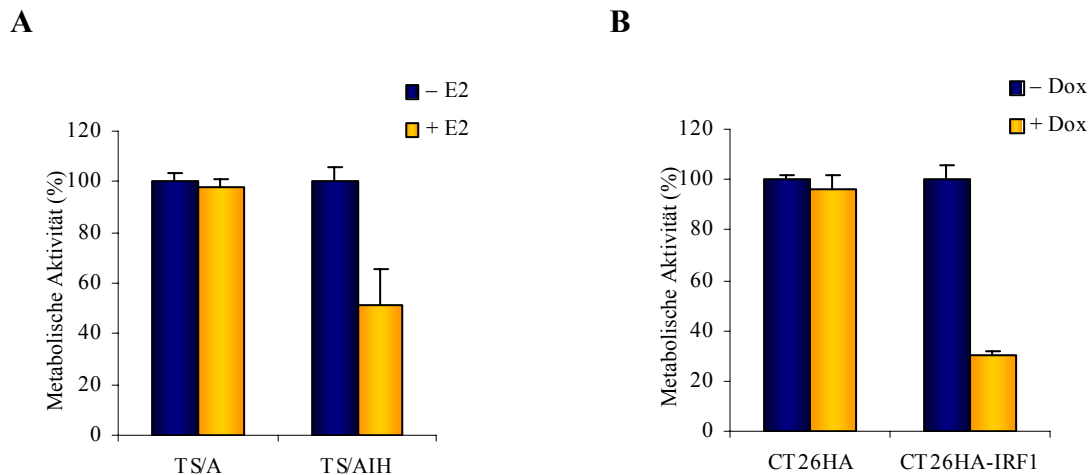 A
– E2
+ E2
Metabolische Aktivität (%)
120
100
80
60
40
20
0
TS/A
TS/AIH
B
– Dox
+ Dox
Metabolische Aktivität (%)
120
100
80
60
40
20
0
CT26HA
CT26HA-IRF1